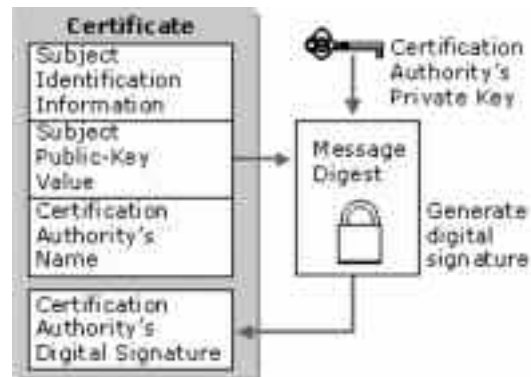 Certificate
Subject
Identification
Information
Subject
Public-Key
Value
Certification
Authority's
Name
Certification
Authority's
Digital Signature
Certification
Authority's
Private Key
Message
Digest
Generate
digital
signature